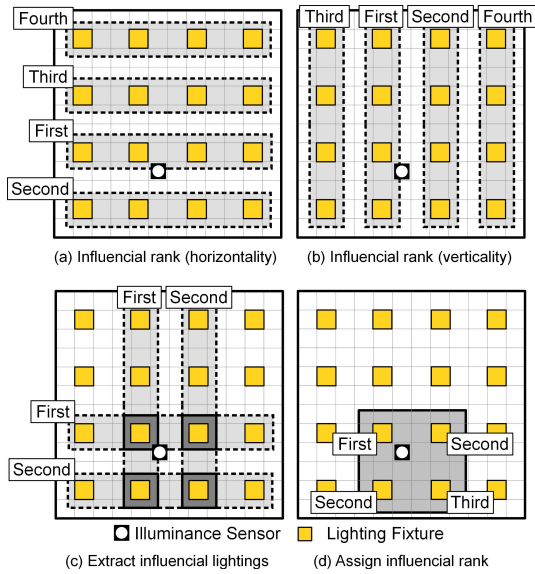 Fourth
Third
First
Second
Third First Second Fourth
(a) Influencial rank (horizontality)
(b) Influencial rank (verticality)
First Second
First
Second
First Second
Second Third
Illuminance Sensor Lighting Fixture
(c) Extract influencial lightings
(d) Assign influencial rank